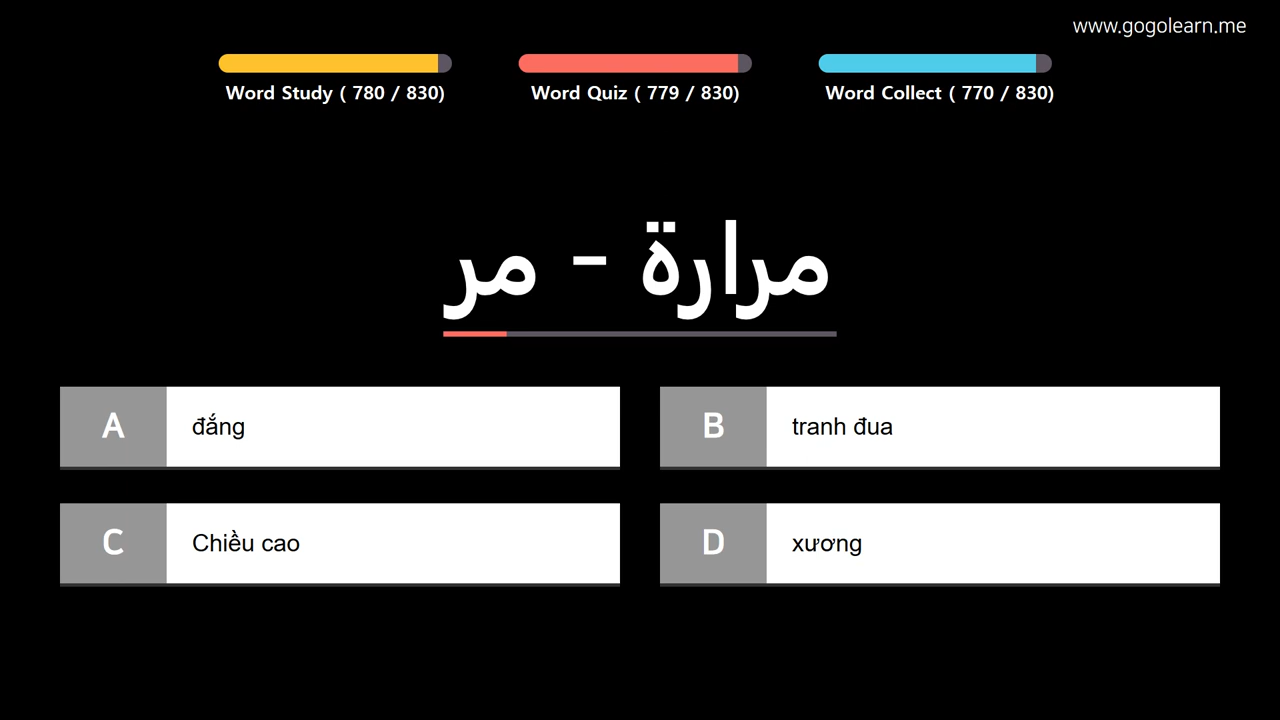 www.gogolearn.me
Word Study ( 780 / 830)
Word Quiz ( 779 / 830)
Word Collect ( 770 / 830)
مرارة - مر
A
đắng
B
tranh đua
C
Chiều cao
D
xương